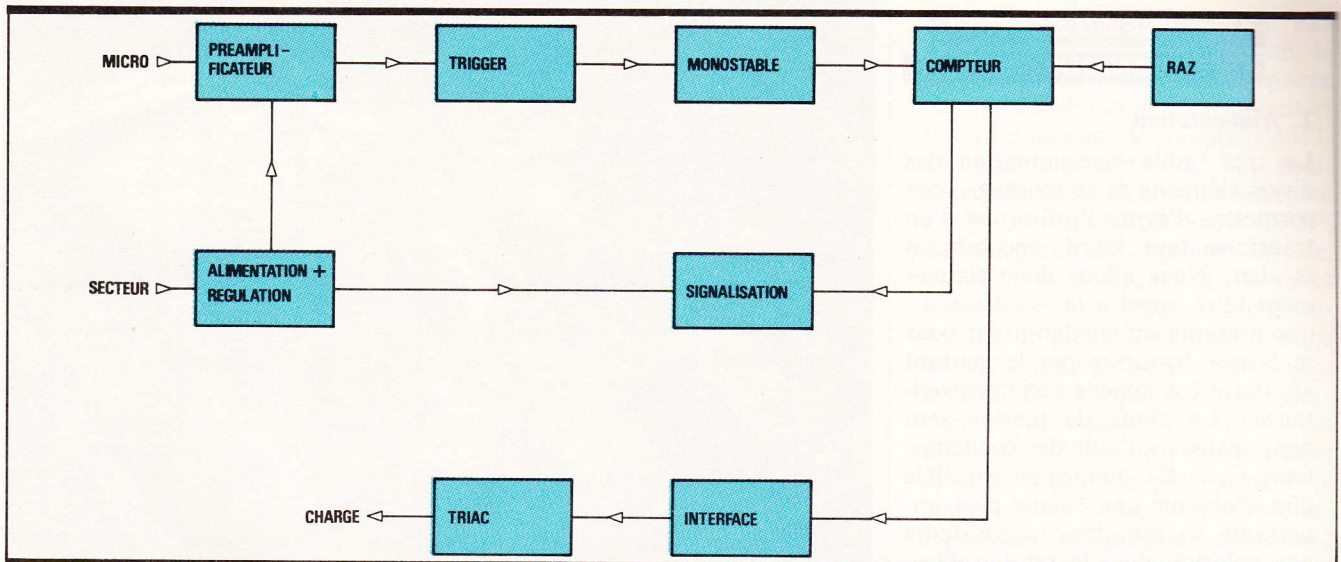 MICRO
PREAMPLI-
FICATEUR
TRIGGER
MONOSTABLE
COMPTEUR
RAZ
SECTEUR
ALIMENTATION +
REGULATION
SIGNALISATION
CHARGE
TRIAC
INTERFACE